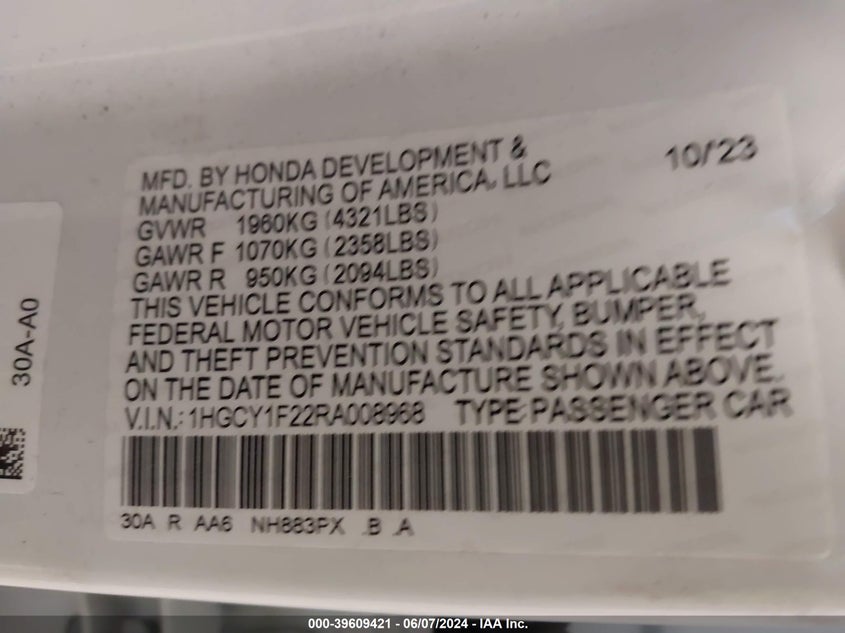 MFD. BY HONDA DEVELOPMENT & 10/23
MANUFACTURING OF AMERICA, LLC
GVWR 1960KG (4321LBS)
GAWR F 1070KG (2358LBS)
GAWR R 950KG (2094LBS)
THIS VEHICLE CONFORMS TO ALL APPLICABLE
FEDERAL MOTOR VEHICLE SAFETY, BUMPER,
AND THEFT PREVENTION STANDARDS IN EFFECT
ON THE DATE OF MANUFACTURE SHOWN ABOVE.
V.I.N.: 1HGCY1F22RA008968 TYPE:PASSENGER CAR
30A R AA6 NH883PX .B .A
30A-A0
000-39609421 - 06/07/2024 - IAA Inc.